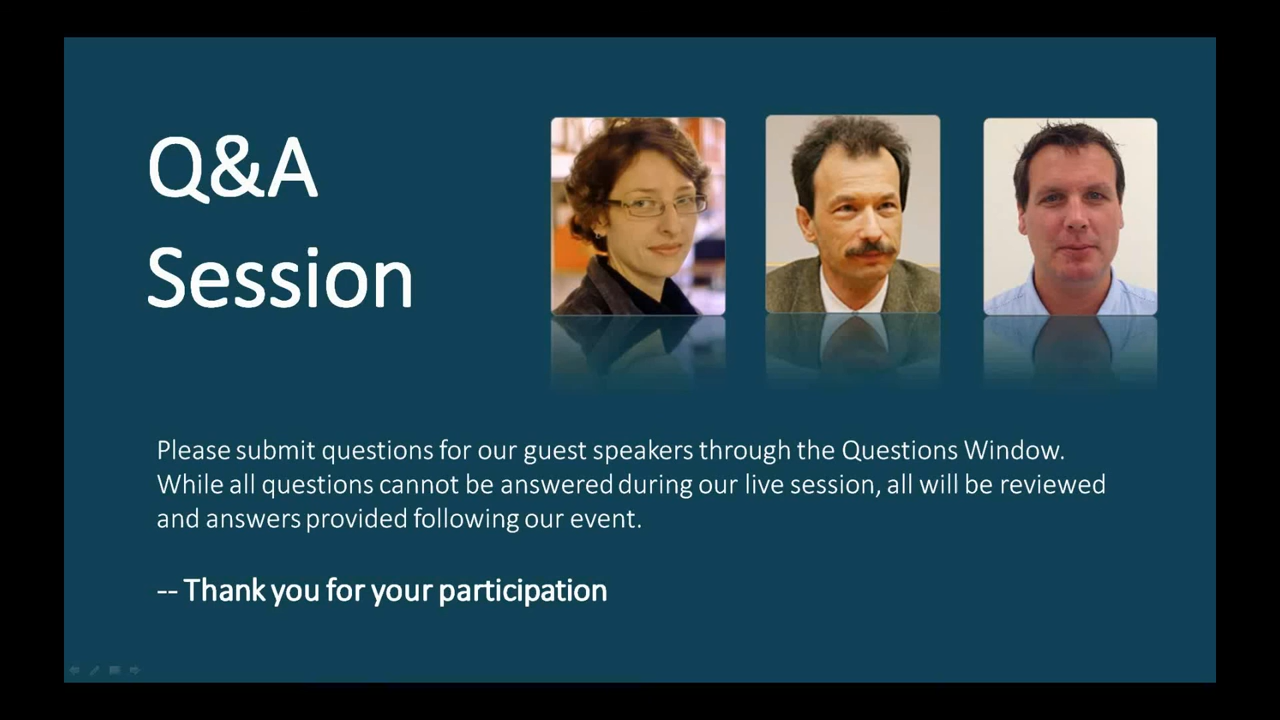 Q&A
Session
Please submit questions for our guest speakers through the Questions Window.
While all questions cannot be answered during our live session, all will be reviewed
and answers provided following our event.
-- Thank you for your participation